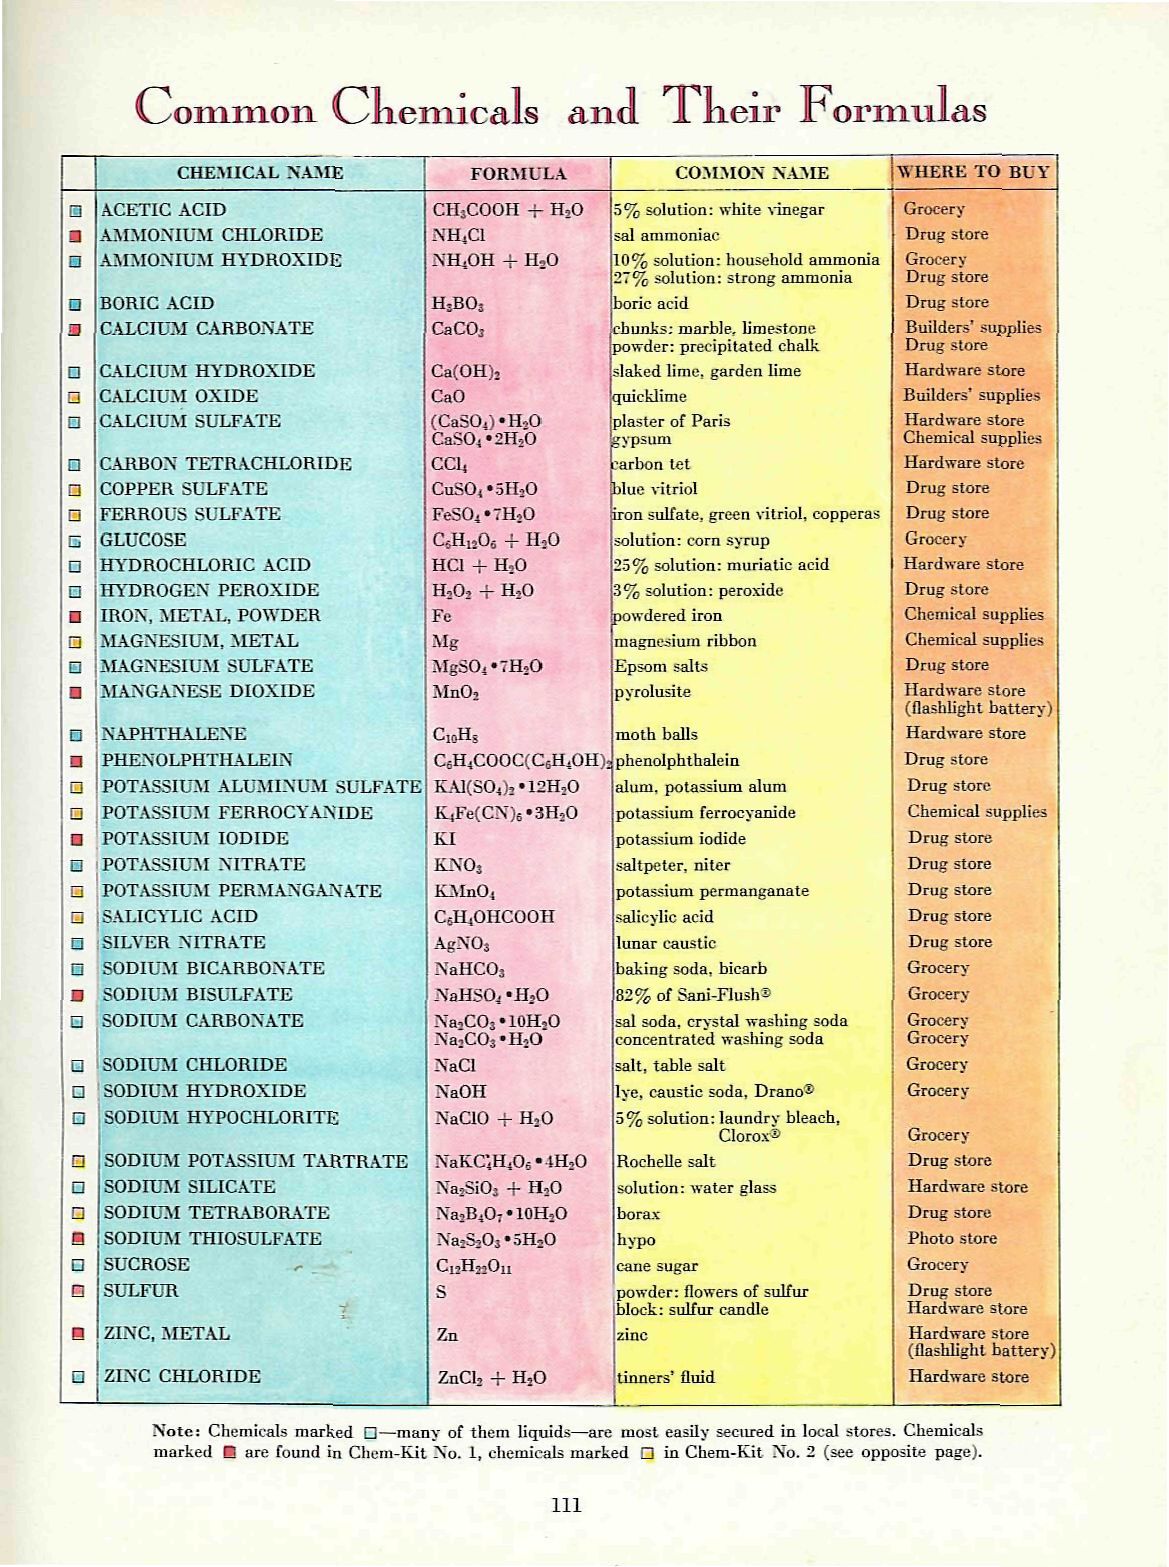 Common Chemicals and Their Formulas
CHEMICAL NAME FORMULA COMMON NAME WHERE TO BUY
ACETIC ACID CH₃COOH + H₂O 5% solution: white vinegar Grocery
AMMONIUM CHLORIDE NH₄Cl sal ammoniac Drug store
AMMONIUM HYDROXIDE NH₄OH + H₂O 10% solution: household ammonia Grocery
27% solution: strong ammonia Drug store
BORIC ACID H₃BO₃ boric acid Drug store
CALCIUM CARBONATE CaCO₃ chunks: marble, limestone Builders' supplies
powder: precipitated chalk Drug store
CALCIUM HYDROXIDE Ca(OH)₂ slaked lime, garden lime Hardware store
CALCIUM OXIDE CaO quicklime Builders' supplies
CALCIUM SULFATE (CaSO₄)•H₂O plaster of Paris Hardware store
CaSO₄•2H₂O gypsum Chemical supplies
CARBON TETRACHLORIDE CCl₄ carbon tet Hardware store
COPPER SULFATE CuSO₄•5H₂O blue vitriol Drug store
FERROUS SULFATE FeSO₄•7H₂O iron sulfate, green vitriol, copperas Drug store
GLUCOSE C₆H₁₂O₆ + H₂O solution: corn syrup Grocery
HYDROCHLORIC ACID HCl + H₂O 25% solution: muriatic acid Hardware store
HYDROGEN PEROXIDE H₂O₂ + H₂O 3% solution: peroxide Drug store
IRON, METAL, POWDER Fe powdered iron Chemical supplies
MAGNESIUM, METAL Mg magnesium ribbon Chemical supplies
MAGNESIUM SULFATE MgSO₄•7H₂O Epsom salts Drug store
MANGANESE DIOXIDE MnO₂ pyrolusite Hardware store
(flashlight battery)
NAPHTHALENE C₁₀H₈ moth balls Hardware store
PHENOLPHTHALEIN C₆H₄COOC(C₆H₄OH)₂ phenolphthalein Drug store
POTASSIUM ALUMINUM SULFATE KAl(SO₄)₂•12H₂O alum, potassium alum Drug store
POTASSIUM FERROCYANIDE K₄Fe(CN)₆•3H₂O potassium ferrocyanide Chemical supplies
POTASSIUM IODIDE KI potassium iodide Drug store
POTASSIUM NITRATE KNO₃ saltpeter, niter Drug store
POTASSIUM PERMANGANATE KMnO₄ potassium permanganate Drug store
SALICYLIC ACID C₆H₄OHCOOH salicylic acid Drug store
SILVER NITRATE AgNO₃ lunar caustic Drug store
SODIUM BICARBONATE NaHCO₃ baking soda, bicarb Grocery
SODIUM BISULFATE NaHSO₄•H₂O 82% of Sani-Flush® Grocery
SODIUM CARBONATE Na₂CO₃•10H₂O sal soda, crystal washing soda Grocery
Na₂CO₃•H₂O concentrated washing soda Grocery
SODIUM CHLORIDE NaCl salt, table salt Grocery
SODIUM HYDROXIDE NaOH lye, caustic soda, Drano® Grocery
SODIUM HYPOCHLORITE NaClO + H₂O 5% solution: laundry bleach,
Clorox® Grocery
SODIUM POTASSIUM TARTRATE NaKC₄H₄O₆•4H₂O Rochelle salt Drug store
SODIUM SILICATE Na₂SiO₃ + H₂O solution: water glass Hardware store
SODIUM TETRABORATE Na₂B₄O₇•10H₂O borax Drug store
SODIUM THIOSULFATE Na₂S₂O₃•5H₂O hypo Photo store
SUCROSE C₁₂H₂₂O₁₁ cane sugar Grocery
SULFUR S powder: flowers of sulfur Drug store
block: sulfur candle Hardware store
ZINC, METAL Zn zinc Hardware store
(flashlight battery)
ZINC CHLORIDE ZnCl₂ + H₂O tinners' fluid Hardware store
Note: Chemicals marked —many of them liquids—are most easily secured in local stores. Chemicals
marked are found in Chem-Kit No. 1, chemicals marked in Chem-Kit No. 2 (see opposite page).
111